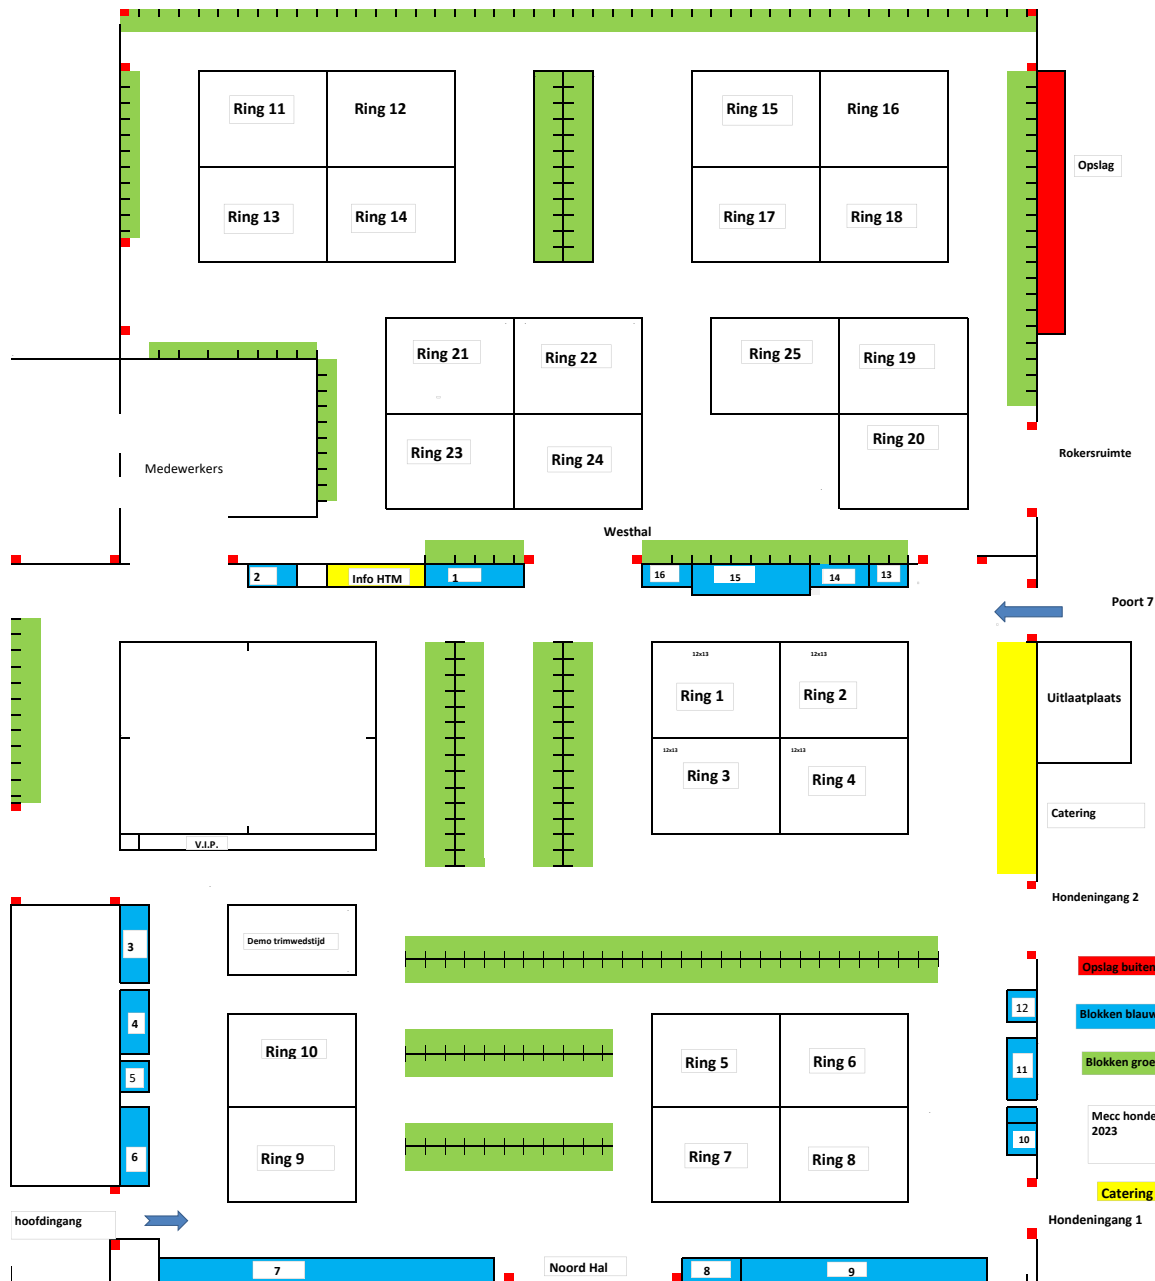 Ring 11
Ring 12
Ring 15
Ring 16
Opslag
Ring 13
Ring 14
Ring 17
Ring 18
Ring 21
Ring 22
Ring 25
Ring 19
Ring 23
Ring 24
Ring 20
Rokersruimte
Medewerkers
Westhal
2
Info HTM
1
16
15
14
13
Poort 7
12x13
12x13
Ring 1
Ring 2
Uitlaatplaats
12x13
12x13
Ring 3
Ring 4
Catering
V.I.P.
Hondeningang 2
3
Demo trimwedstijd
Opslag buiten
4
12
Blokken blauw
Ring 10
Ring 5
Ring 6
Blokken groe
5
11
Mecc honde
2023
6
Ring 9
Ring 7
Ring 8
10
Catering
hoofdingang
Hondeningang 1
7
Noord Hal
8
9